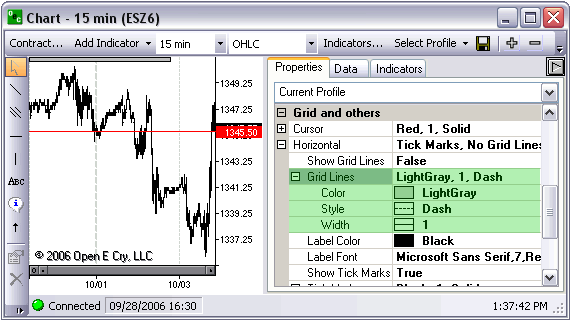 Chart - 15 min (ESZ6)
Contract... Add Indicator 15 min OHLC Indicators... Select Profile
Properties Data Indicators
Current Profile
Grid and others
Cursor Red, 1, Solid
Horizontal Tick Marks, No Grid Lines
Show Grid Lines False
Grid Lines LightGray, 1, Dash
Color LightGray
Style Dash
Width 1
Label Color Black
Label Font Microsoft Sans Serif,7,Re
Show Tick Marks True
1349.25
1347.25
1345.50
1343.25
1341.25
1339.25
1337.25
ABC
© 2006 Open E Cry, LLC
10/01 10/03
Connected 09/28/2006 16:30 1:37:42 PM